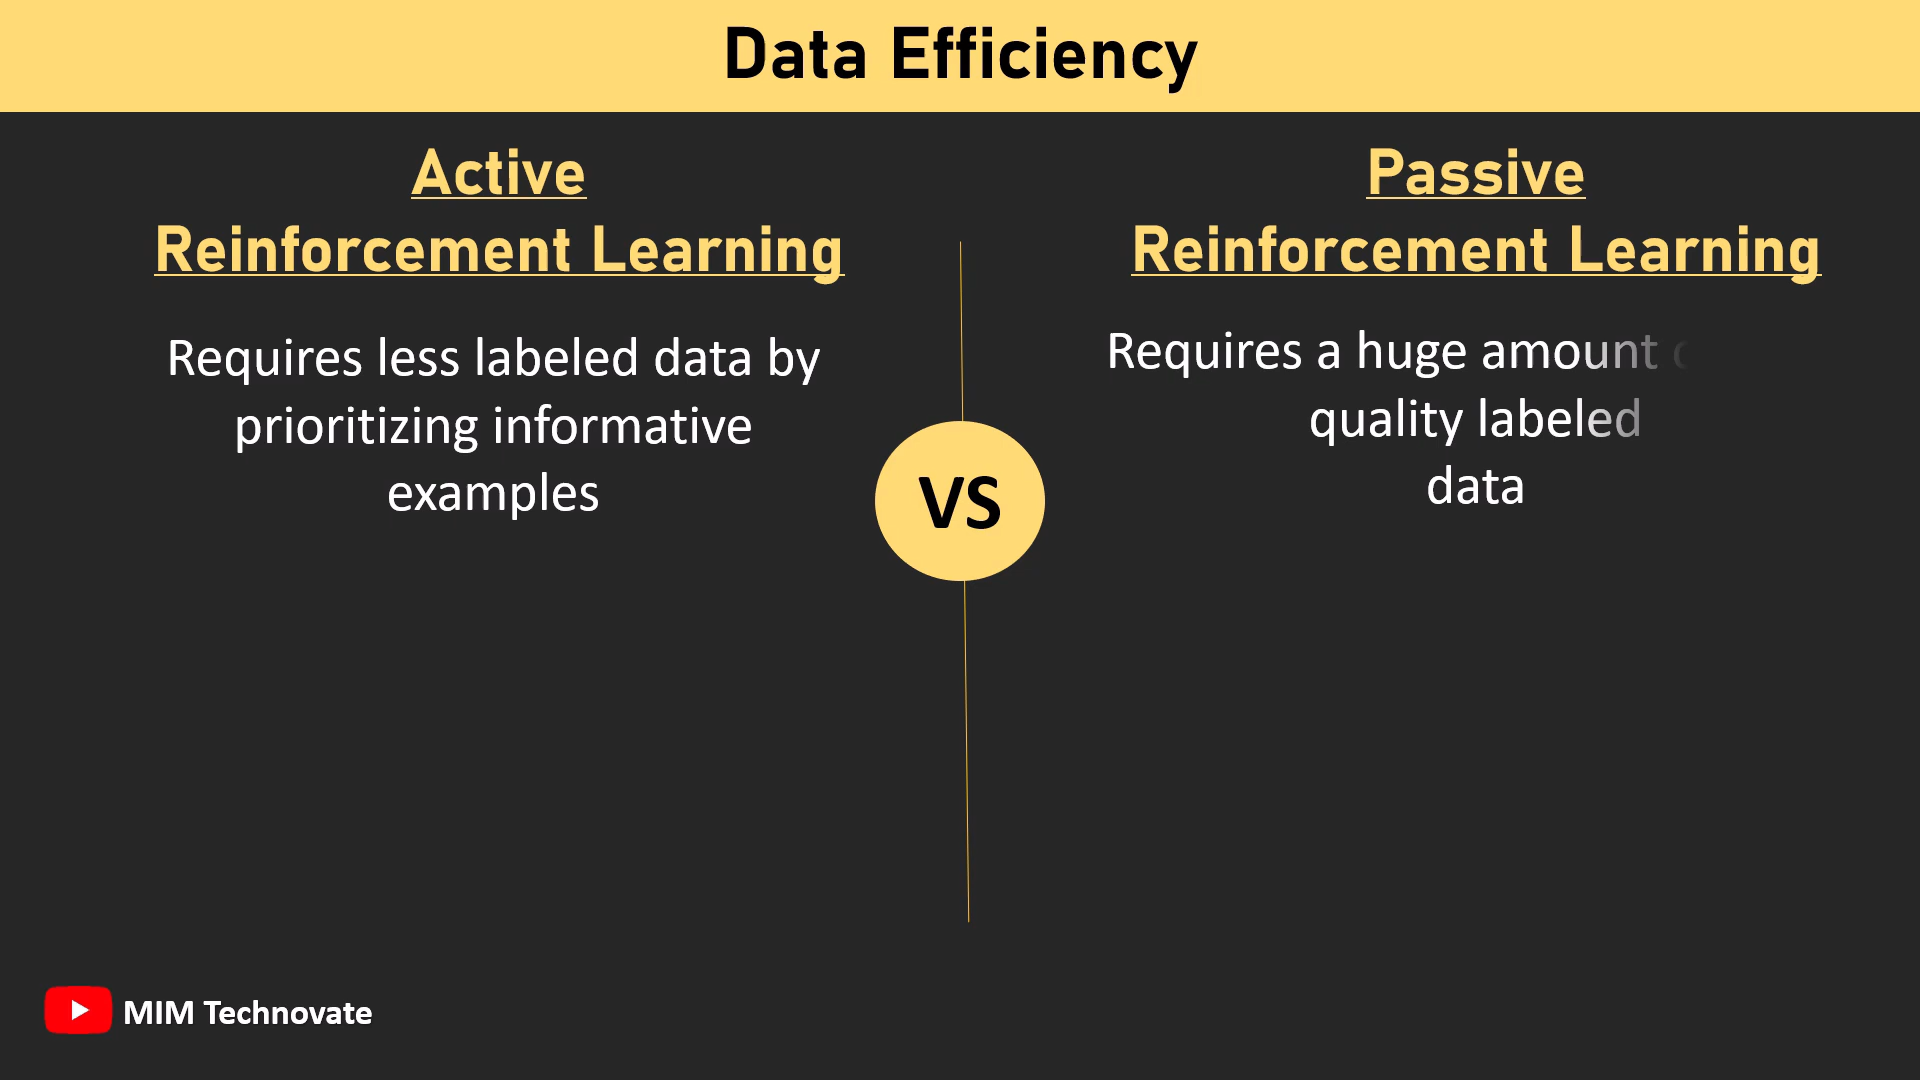 Data Efficiency
Active
Reinforcement Learning
Requires less labeled data by
prioritizing informative
examples
VS
Passive
Reinforcement Learning
Requires a huge amount
quality labeled
data
MIM Technovate